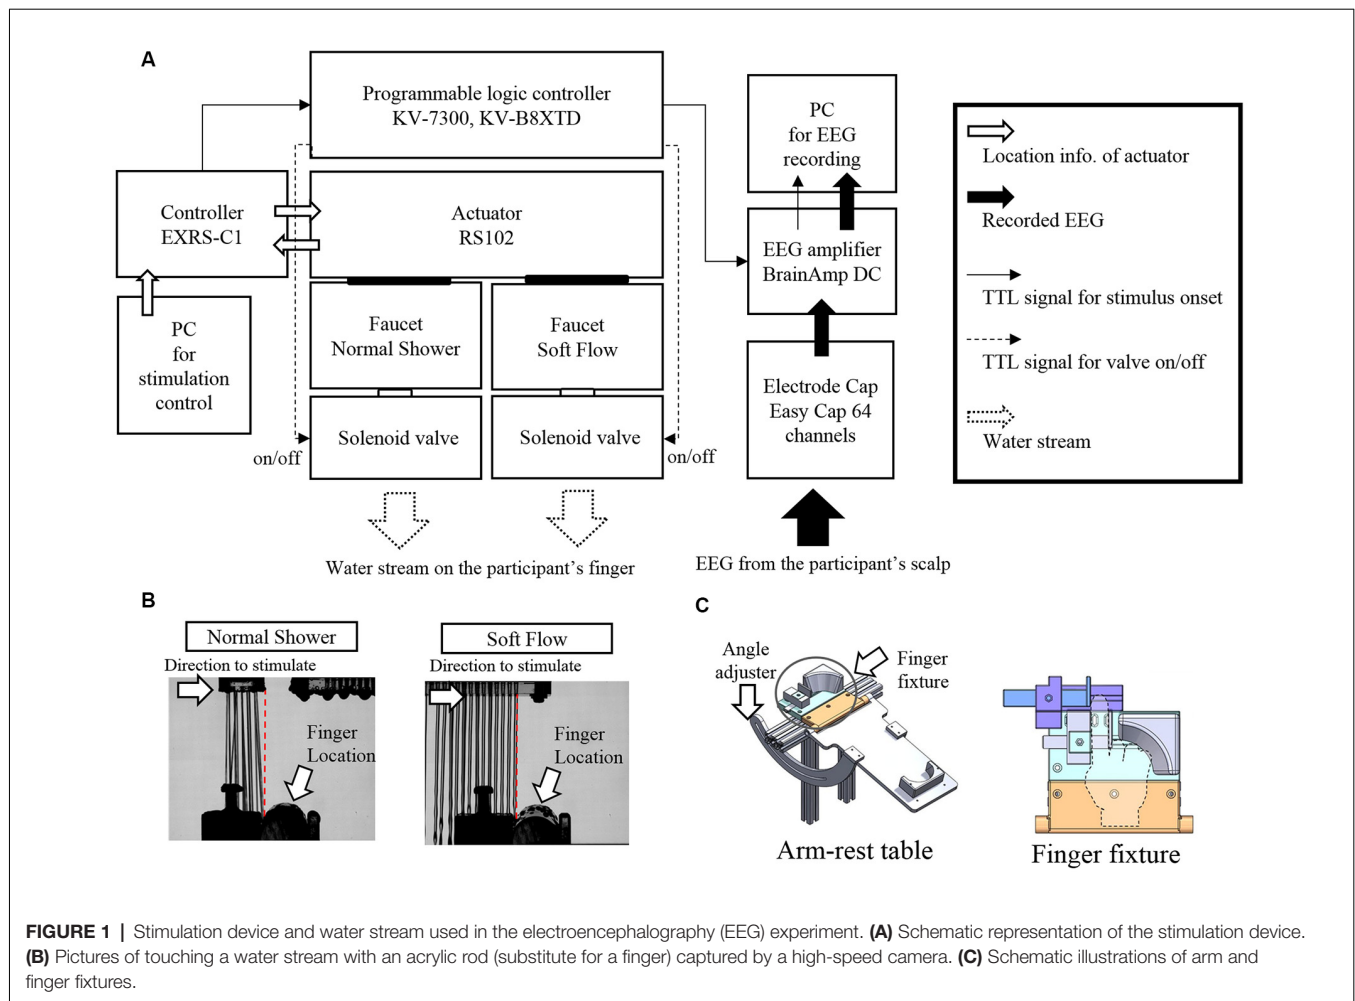 A
Programmable logic controller
KV-7300, KV-B8XTD
PC
for EEG
recording
Location info. of actuator
Recorded EEG
TTL signal for stimulus onset
TTL signal for valve on/off
Water stream
Controller
EXRS-C1
Actuator
RS102
EEG amplifier
BrainAmp DC
PC
for
stimulation
control
Faucet
Normal Shower
Faucet
Soft Flow
Electrode Cap
Easy Cap 64
channels
Solenoid valve
Solenoid valve
on/off
on/off
Water stream on the participant's finger
EEG from the participant's scalp
B
Normal Shower
Direction to stimulate
Finger
Location
Soft Flow
Direction to stimulate
Finger
Location
C
Angle
adjuster
Finger
fixture
Arm-rest table
Finger fixture
FIGURE 1 | Stimulation device and water stream used in the electroencephalography (EEG) experiment. (A) Schematic representation of the stimulation device.
(B) Pictures of touching a water stream with an acrylic rod (substitute for a finger) captured by a high-speed camera. (C) Schematic illustrations of arm and
finger fixtures.